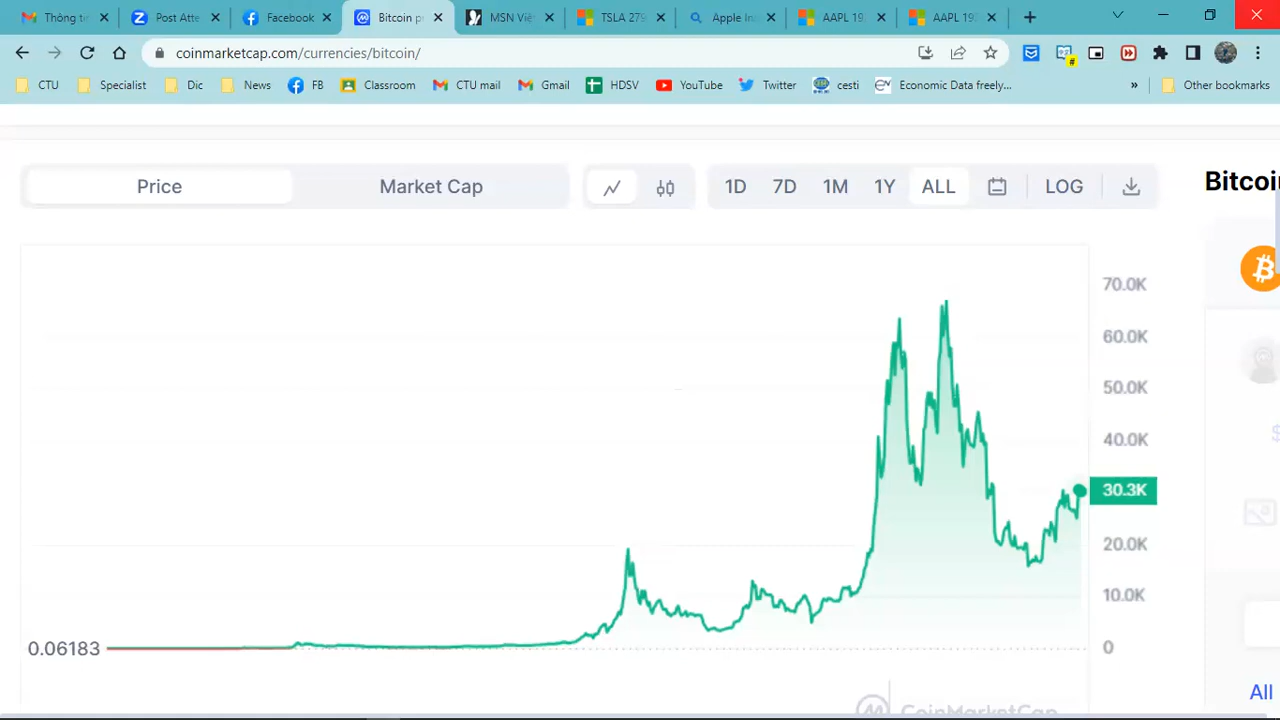 Thông ti
Post Atte
Facebook
Bitcoin p
MSN Việ
TSLA 279
Apple Inc
AAPL 19
AAPL 19
coinmarketcap.com/currencies/bitcoin/
CTU Specialist Dic News FB Classroom CTU mail Gmail HDSV YouTube Twitter cesti Economic Data freely... » Other bookmarks
Price Market Cap 1D 7D 1M 1Y ALL LOG Bitcoi
70.0K
60.0K
50.0K
40.0K
30.3K
20.0K
10.0K
0.06183 0
All
CoinMarketCap